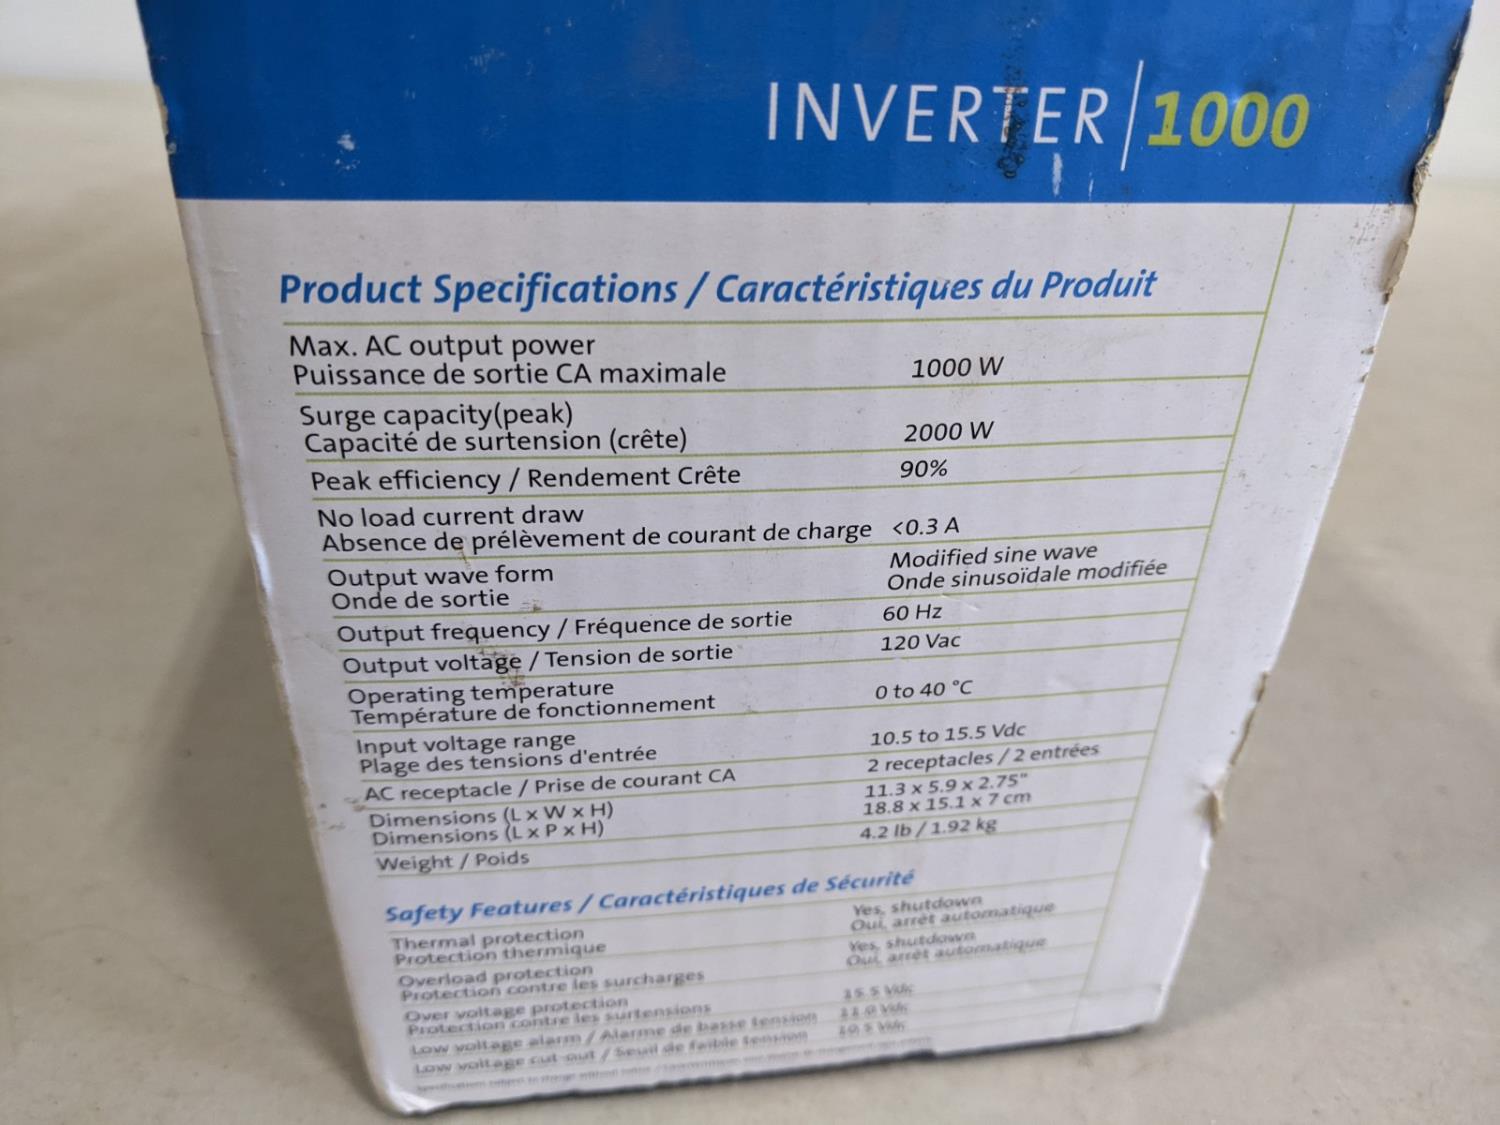 INVERTER | 1000
Product Specifications / Caractéristiques du Produit
Max. AC output power
Puissance de sortie CA maximale 1000 W
Surge capacity(peak)
Capacité de surtension (crête) 2000 W
Peak efficiency / Rendement Crête 90%
No load current draw
Absence de prélèvement de courant de charge <0.3 A
Output wave form Modified sine wave
Onde de sortie Onde sinusoïdale modifiée
Output frequency / Fréquence de sortie 60 Hz
Output voltage / Tension de sortie 120 Vac
Operating temperature
Température de fonctionnement 0 to 40 °C
Input voltage range
Plage des tensions d'entrée 10.5 to 15.5 Vdc
AC receptacle / Prise de courant CA 2 receptacles / 2 entrées
Dimensions (L x W x H) 11.3 x 5.9 x 2.75"
Dimensions (L x P x H) 18.8 x 15.1 x 7 cm
Weight / Poids 4.2 lb / 1.92 kg
Safety Features / Caractéristiques de Sécurité
Thermal protection Yes, shutdown
Protection thermique Oui, arrêt automatique
Overload protection Yes, shutdown
Protection contre les surcharges Oui, arrêt automatique
Over voltage protection
Protection contre les surtensions 15.5 Vdc
Low voltage alarm / Alarme de basse tension 11.0 Vdc
Low voltage cut-out / Seuil de faible tension 10.5 Vdc